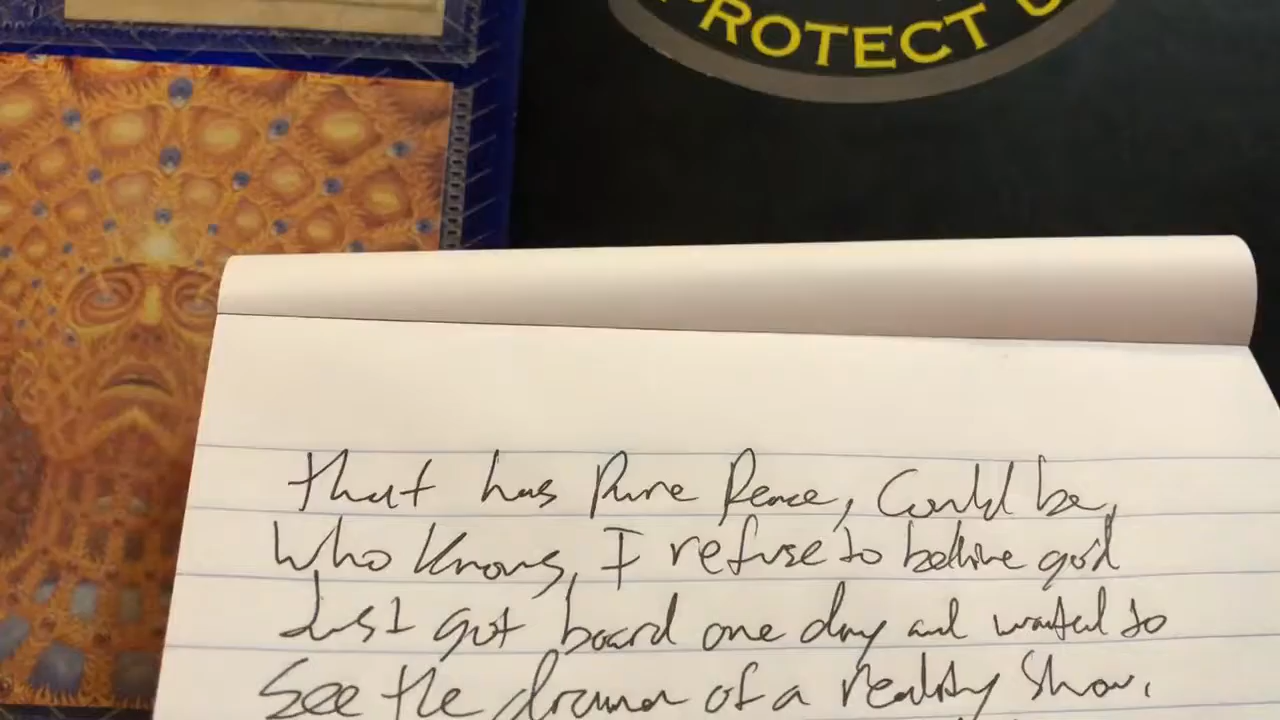 PROTECT U
that has Pure Peace, Could be,
Who Knows, I refuse to belive god
Just got board one day and wanted to
See the drama of a reality Show.